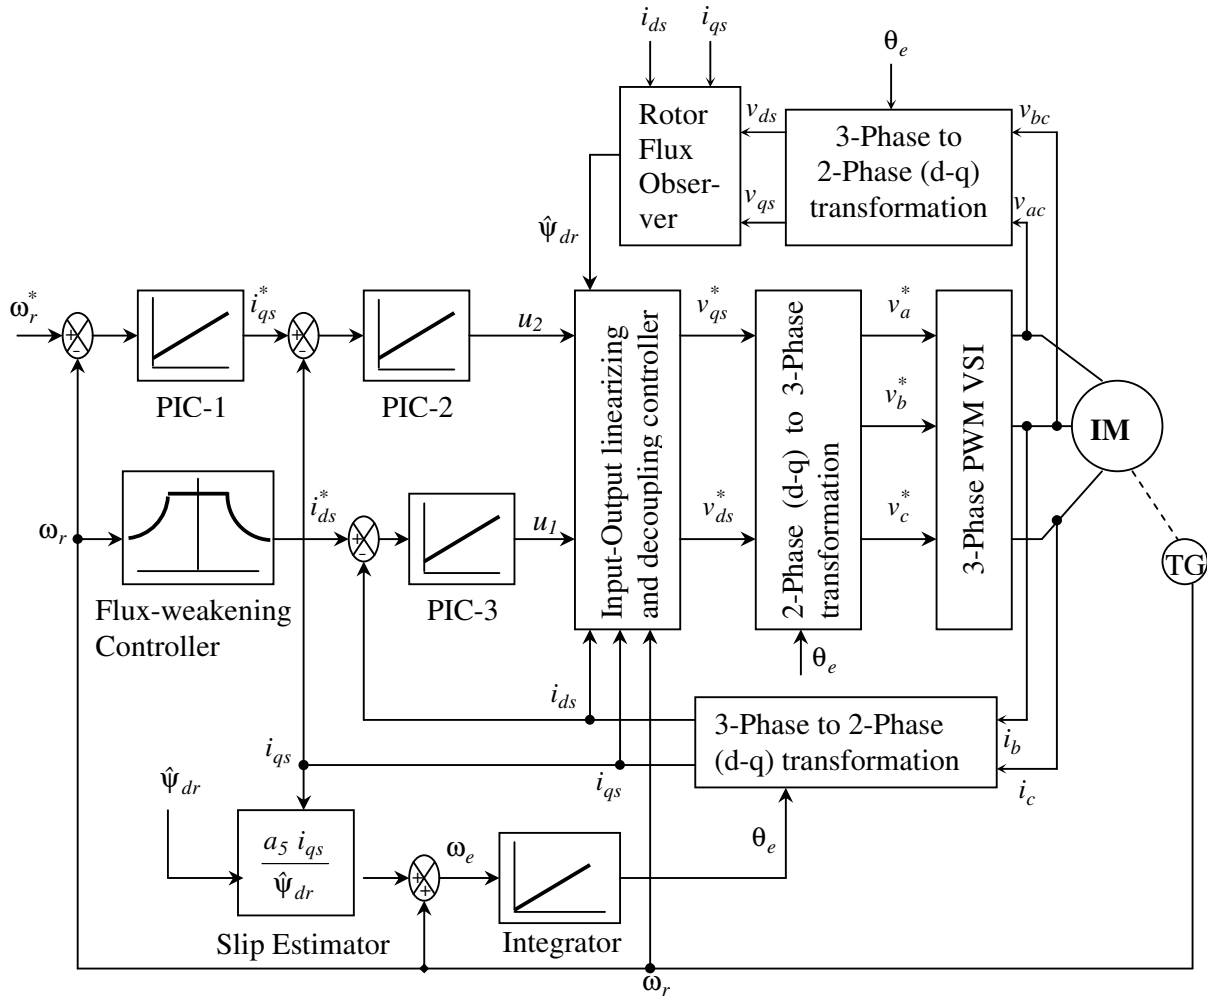 i_ds i_qs
θ_e
Rotor
Flux
Obser-
ver
v_ds
v_qs
3-Phase to
2-Phase (d-q)
transformation
v_bc
v_ac
ψ̂_dr
ω_r^*
+
-
PIC-1
i_qs^*
+
-
PIC-2
u_2
Input-Output linearizing
and decoupling controller
v_qs^*
v_ds^*
2-Phase (d-q) to 3-Phase
transformation
v_a^*
v_b^*
v_c^*
3-Phase PWM VSI
IM
TG
ω_r
Flux-weakening
Controller
i_ds^*
+
-
PIC-3
u_1
θ_e
i_ds
3-Phase to 2-Phase
(d-q) transformation
i_b
i_c
i_qs
i_qs
ψ̂_dr
a_5 i_qs
ψ̂_dr
Slip Estimator
+
+
ω_e
Integrator
θ_e
ω_r